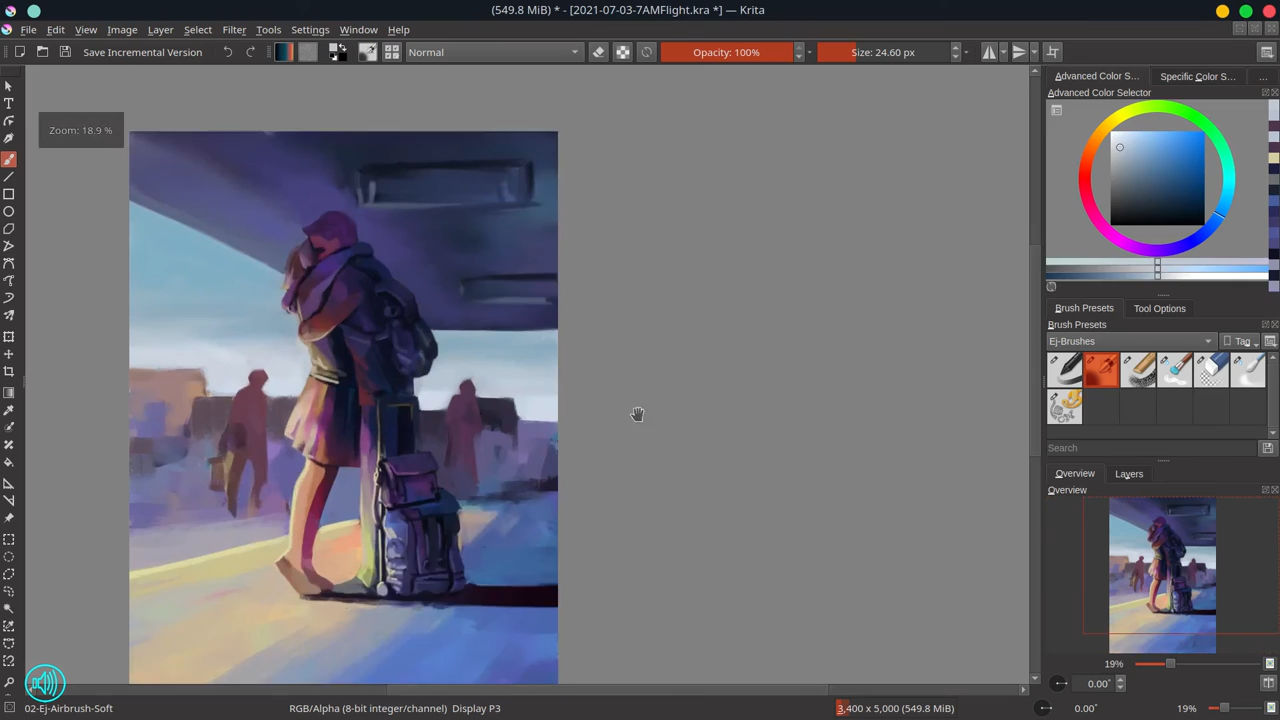 (549.8 MiB) * - [2021-07-03-7AMFlight.kra *] — Krita
File Edit View Image Layer Select Filter Tools Settings Window Help
Save Incremental Version Normal Opacity: 100% Size: 24.60 px
Advanced Color S... Specific Color S... ...
Advanced Color Selector
Zoom: 18.9 %
Brush Presets Tool Options
Brush Presets
Ej-Brushes Tag
Search
Overview Layers
Overview
19%
0.00°
02-Ej-Airbrush-Soft RGB/Alpha (8-bit integer/channel) Display P3 3,400 x 5,000 (549.8 MiB) 0.00° 19%